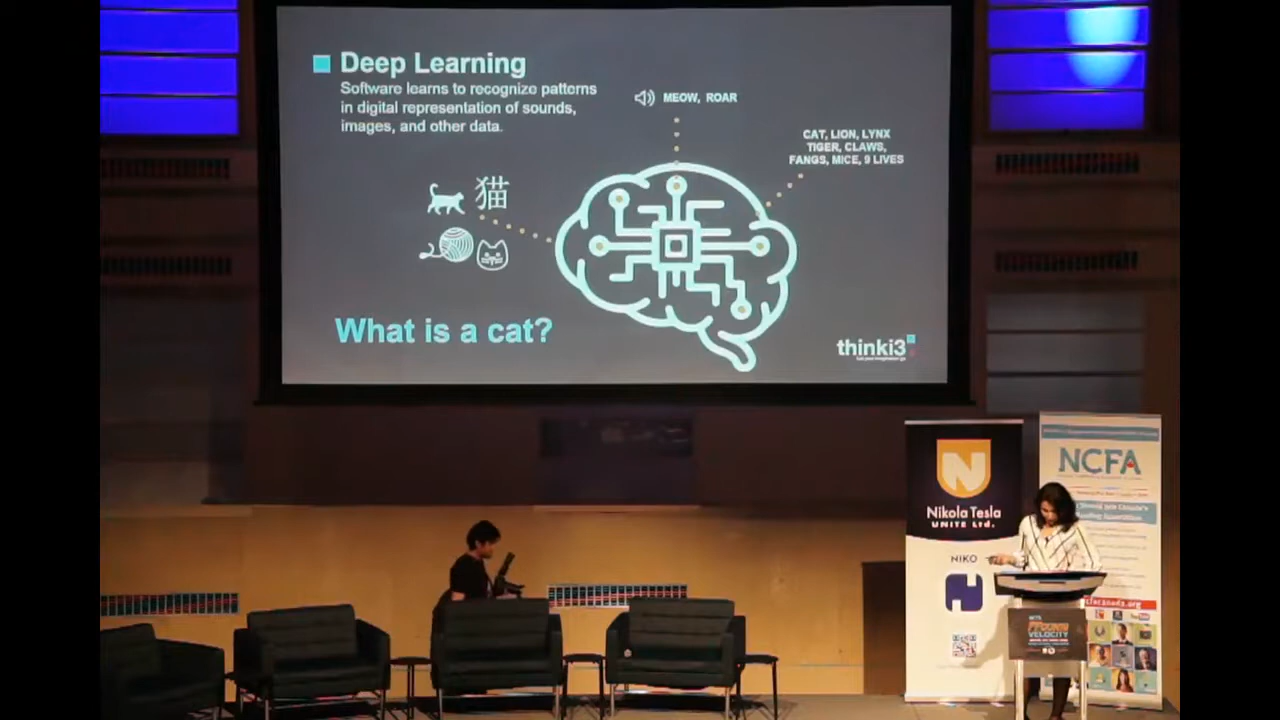 Deep Learning
Software learns to recognize patterns
in digital representation of sounds,
images, and other data.
MEOW, ROAR
CAT, LION, LYNX
TIGER, CLAWS,
FANGS, MICE, 9 LIVES
猫
What is a cat?
thinki3
Nikola Tesla
UNITE Ltd.
NIKO
NCFA
VELOCITY